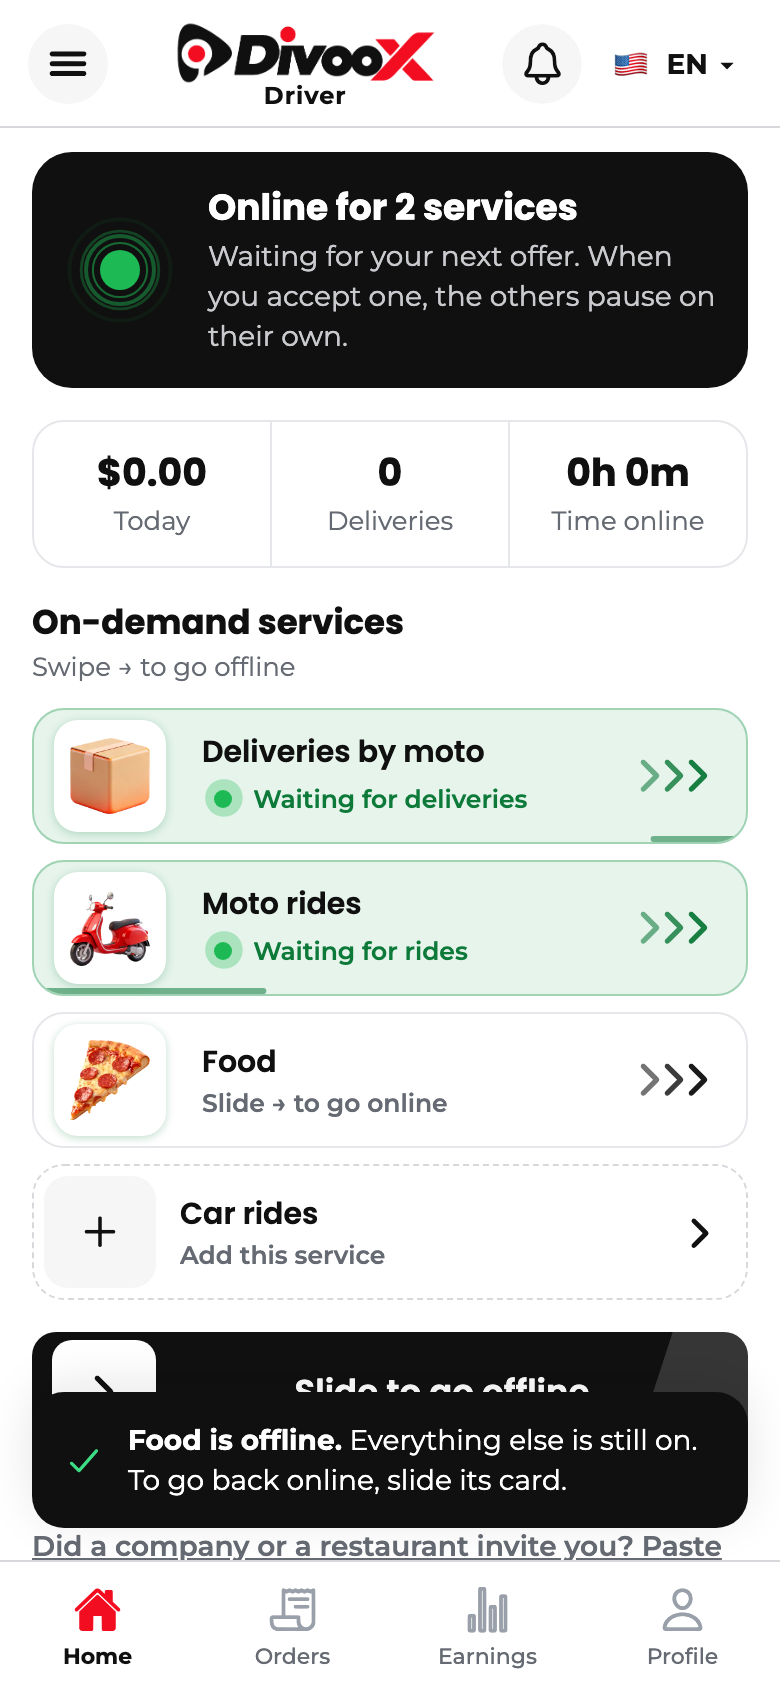 DivooX
Driver
EN
Online for 2 services
Waiting for your next offer. When
you accept one, the others pause on
their own.
$0.00
0
0h 0m
Today
Deliveries
Time online
On-demand services
Swipe → to go offline
Deliveries by moto
Waiting for deliveries
Moto rides
Waiting for rides
Food
Slide → to go online
Car rides
Add this service
Slide to go offline
Food is offline. Everything else is still on.
To go back online, slide its card.
Did a company or a restaurant invite you? Paste
Home
Orders
Earnings
Profile